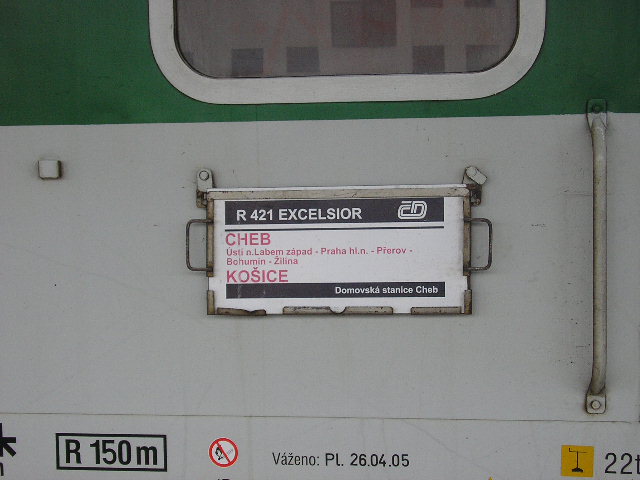 R 421 EXCELSIOR ČD
CHEB
Ústí n.Labem západ - Praha hl.n. - Přerov -
Bohumín - Žilina
KOŠICE
Domovská stanice Cheb
R 150 m
Váženo: Pl. 26.04.05
22t